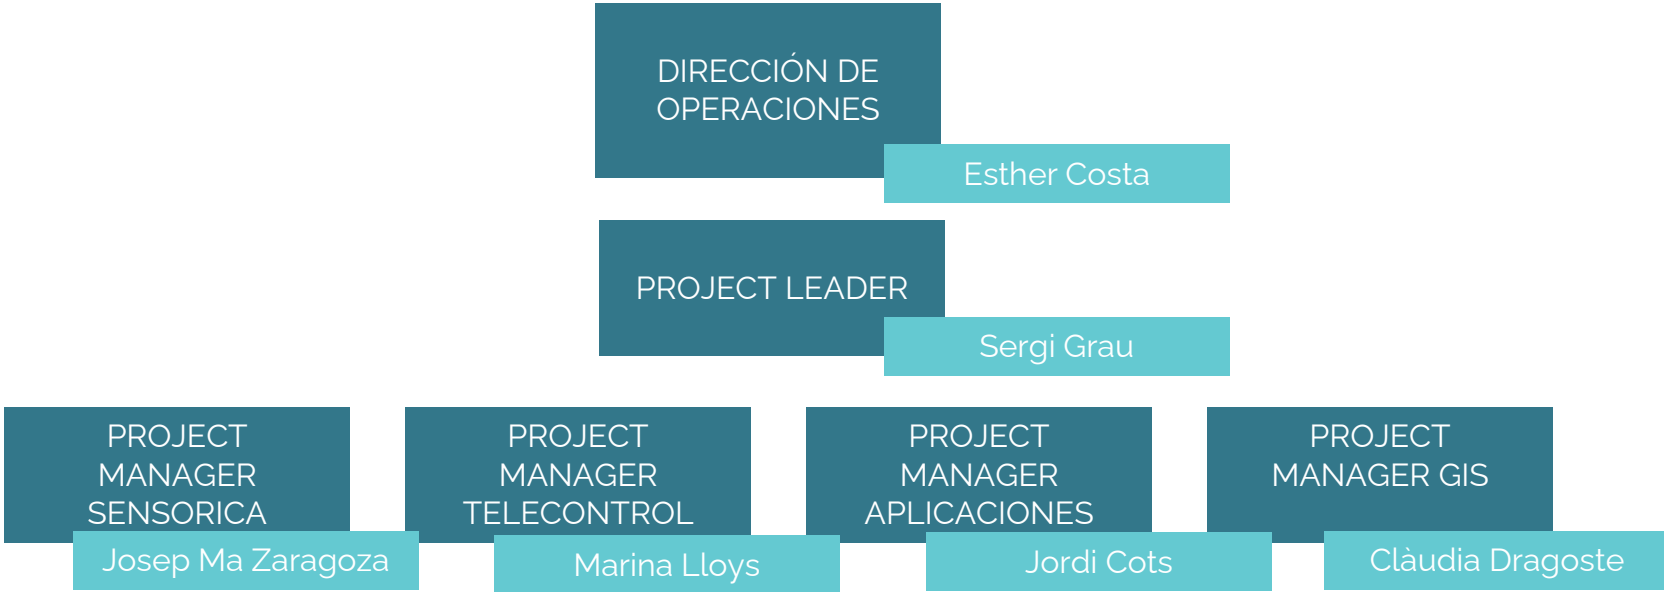 DIRECCIÓN DE
OPERACIONES
Esther Costa
PROJECT LEADER
Sergi Grau
PROJECT
MANAGER
SENSORICA
Josep Ma Zaragoza
PROJECT
MANAGER
TELECONTROL
Marina Lloys
PROJECT
MANAGER
APLICACIONES
Jordi Cots
PROJECT
MANAGER GIS
Clàudia Dragoste